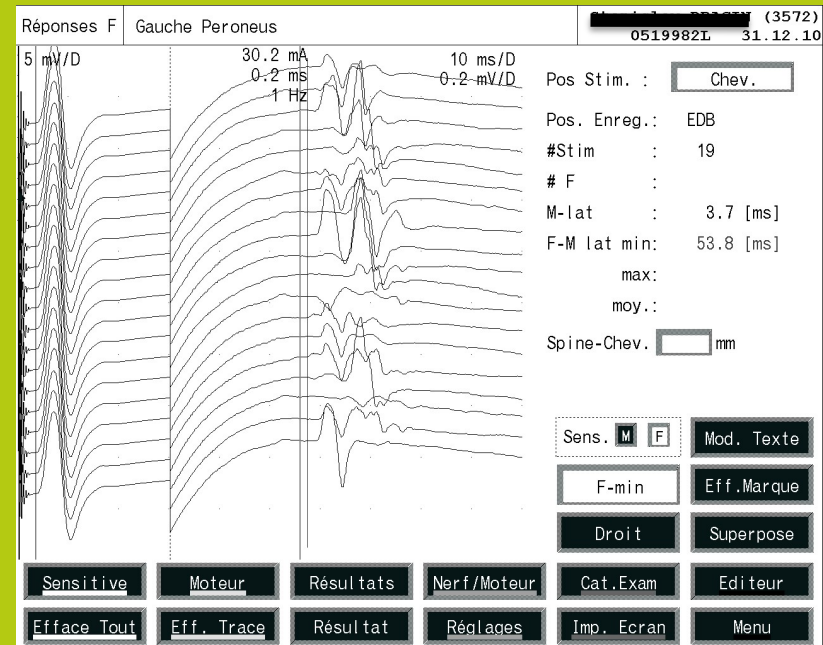 Réponses F Gauche Peroneus (3572)
0519982L 31.12.10
5 mV/D 30.2 mA 10 ms/D
0.2 ms 0.2 mV/D
1 Hz
Pos Stim. : Chev.
Pos. Enreg.: EDB
#Stim : 19
# F :
M-lat : 3.7 [ms]
F-M lat min: 53.8 [ms]
max:
moy.:
Spine-Chev. mm
Sens. M F Mod. Texte
F-min Eff.Marque
Droit Superpose
Sensitive Moteur Résultats Nerf/Moteur Cat.Exam Editeur
Efface Tout Eff. Trace Résultat Réglages Imp. Ecran Menu